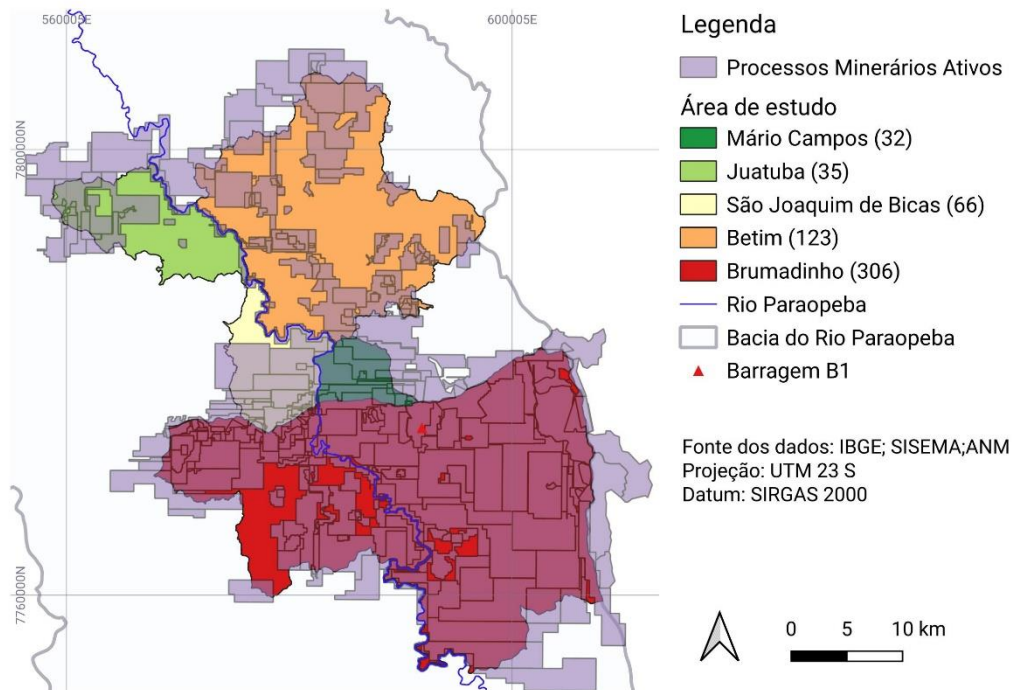 560005E
600005E
7800000N
7760000N
Legenda
Processos Minerários Ativos
Área de estudo
Mário Campos (32)
Juatuba (35)
São Joaquim de Bicas (66)
Betim (123)
Brumadinho (306)
Rio Paraopeba
Bacia do Rio Paraopeba
Barragem B1
Fonte dos dados: IBGE; SISEMA;ANM
Projeção: UTM 23 S
Datum: SIRGAS 2000
0 5 10 km